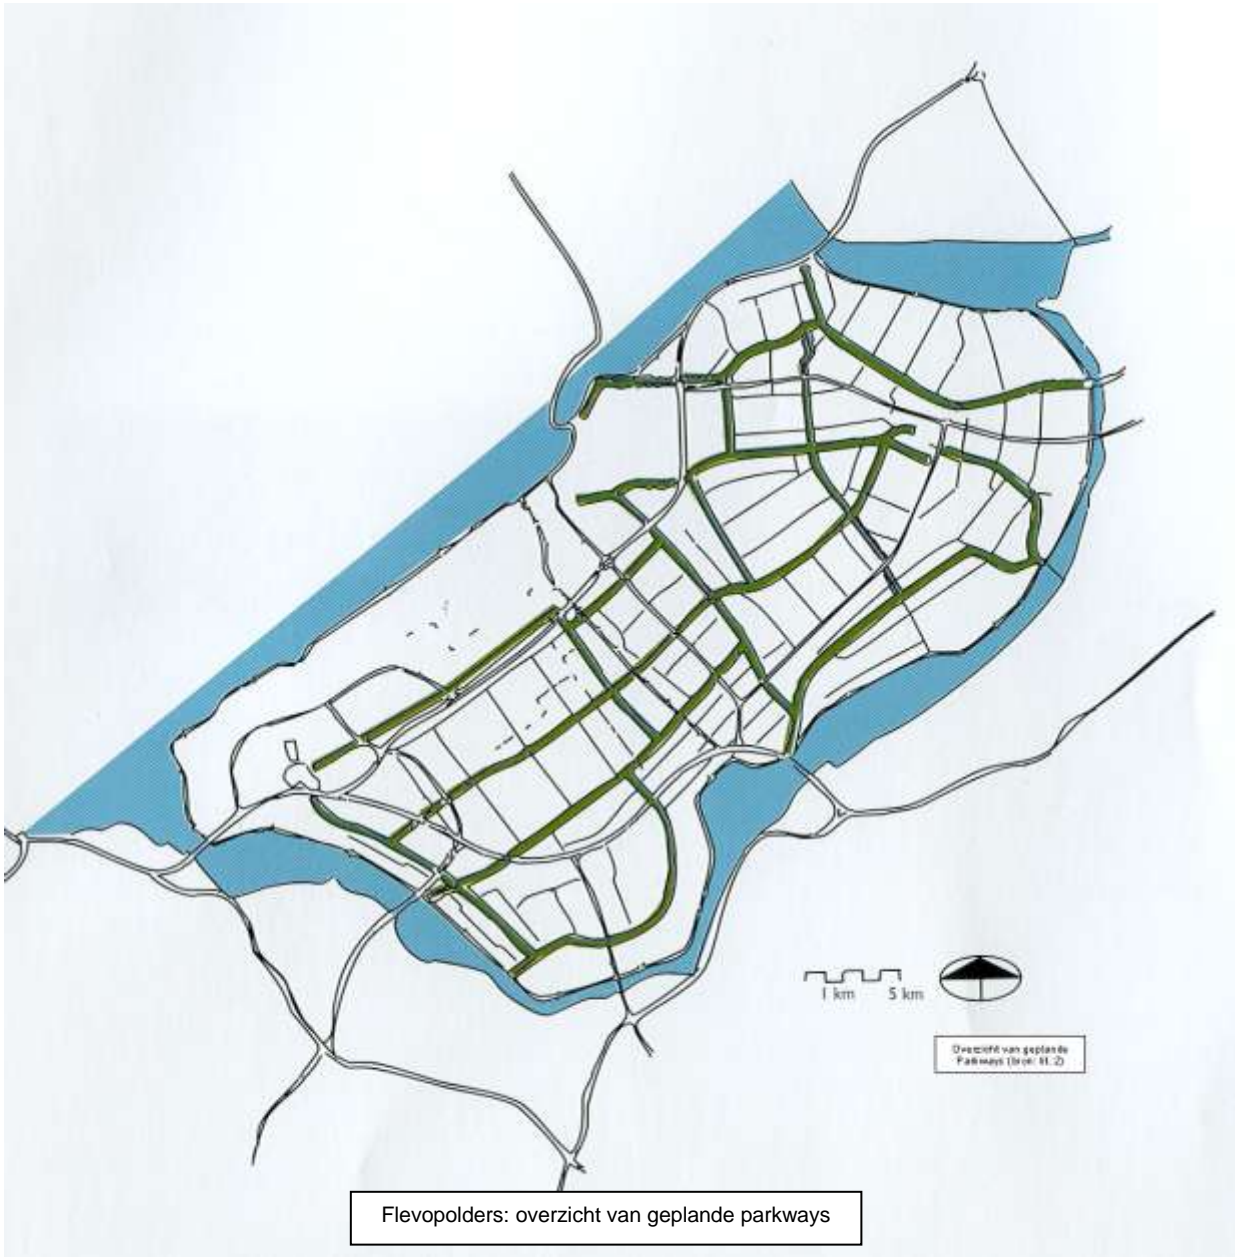 1 km 5 km
Overzicht van geplande
Parkways (bron: lit. 2)
Flevopolders: overzicht van geplande parkways